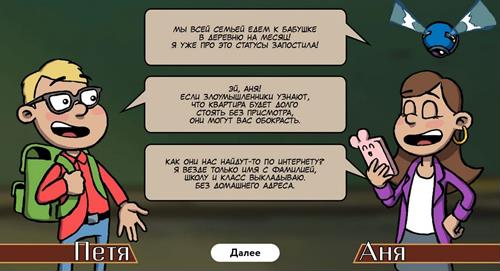 Мы всей семьей едем к бабушке
в деревню на месяц!
Я уже про это статусы запостила!
Эй, Аня!
Если злоумышленники узнают,
что квартира будет долго
стоять без присмотра,
они могут вас обокрасть.
Как они нас найдут-то по интернету?
Я везде только имя с фамилией,
школу и класс выкладываю.
Без домашнего адреса.
Петя
Далее
Аня